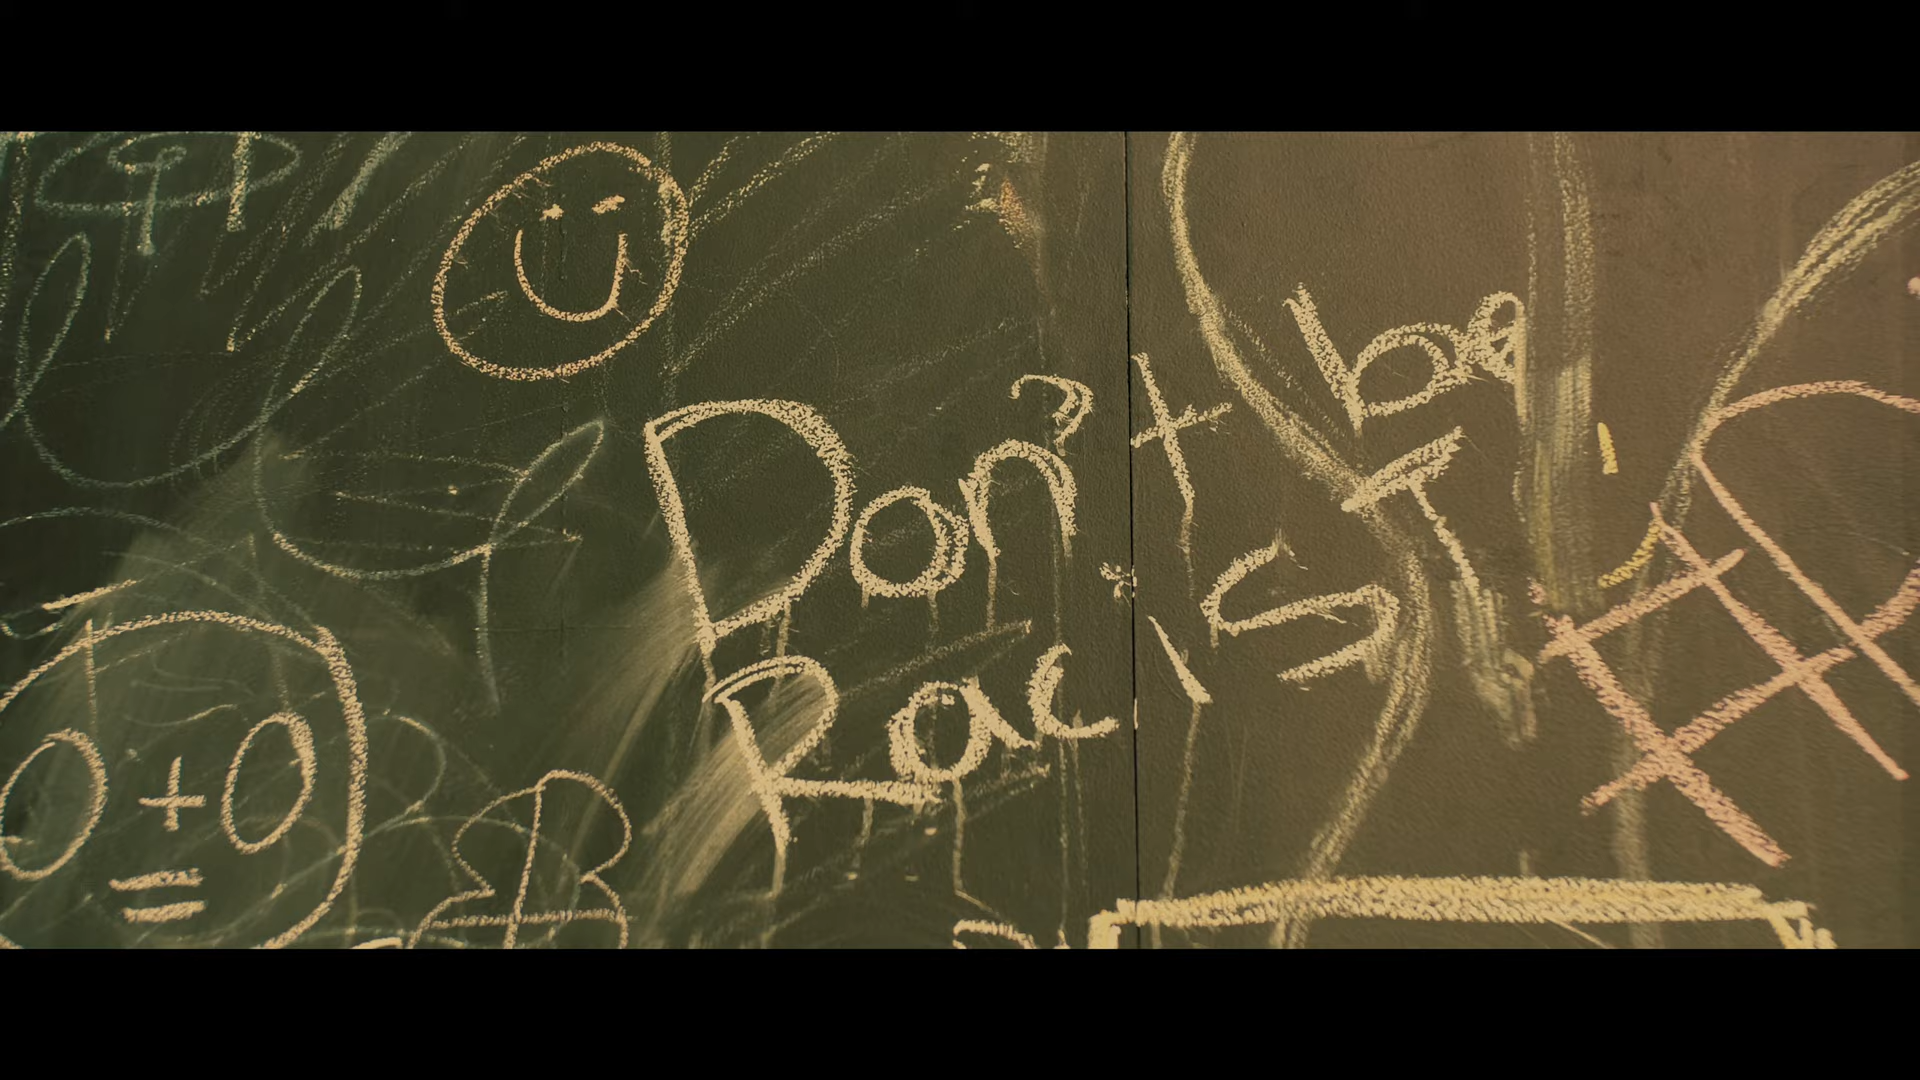 Don't be
Racist
O + O
=